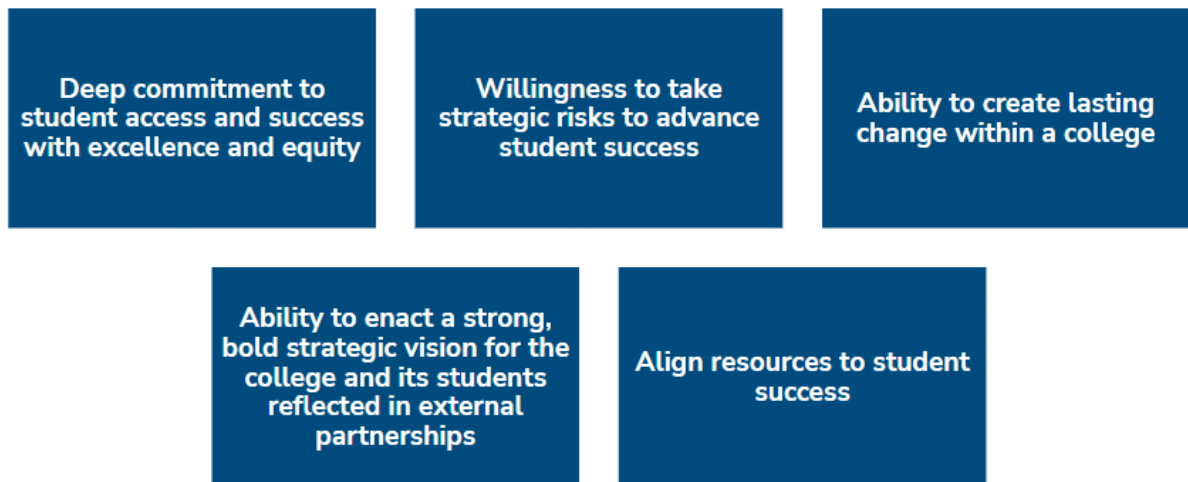 Deep commitment to
student access and success
with excellence and equity
Willingness to take
strategic risks to advance
student success
Ability to create lasting
change within a college
Ability to enact a strong,
bold strategic vision for the
college and its students
reflected in external
partnerships
Align resources to student
success